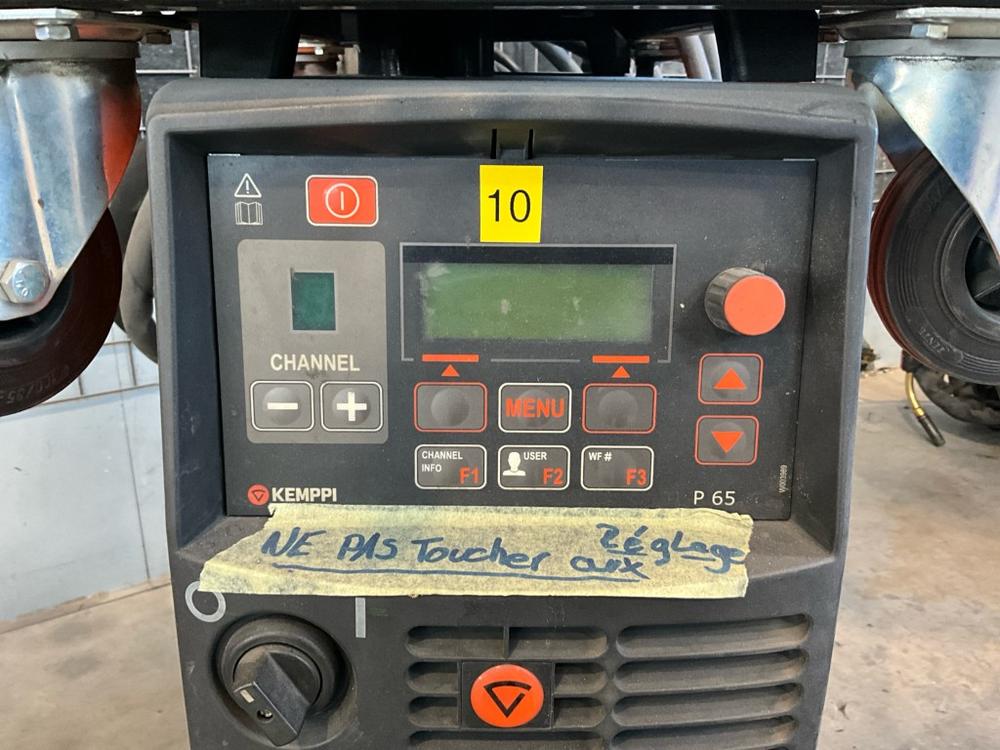 10
CHANNEL
− +
MENU
CHANNEL INFO F1
USER F2
WF # F3
KEMPPI
P 65
NE PAS Toucher aux Réglage
O
I